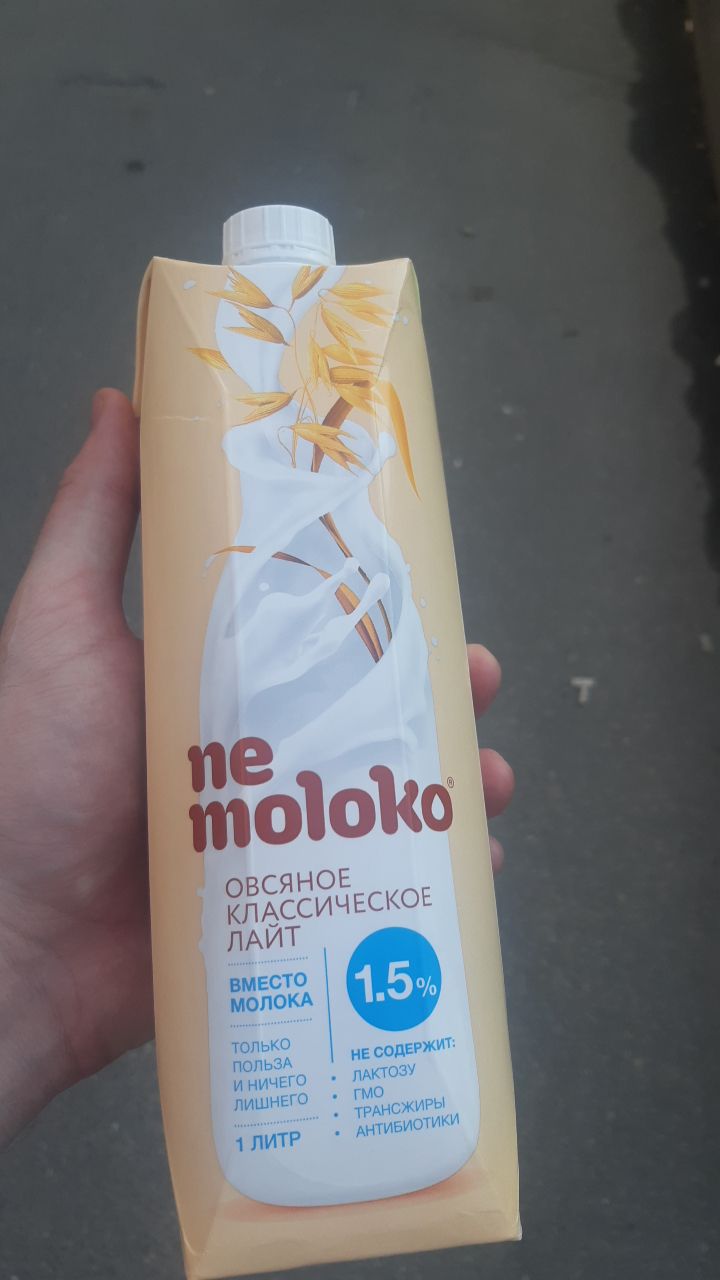 ne
moloko®
ОВСЯНОЕ
КЛАССИЧЕСКОЕ
ЛАЙТ
ВМЕСТО
МОЛОКА
ТОЛЬКО
ПОЛЬЗА
И НИЧЕГО
ЛИШНЕГО
1 ЛИТР
1.5%
НЕ СОДЕРЖИТ:
• ЛАКТОЗУ
• ГМО
• ТРАНСЖИРЫ
• АНТИБИОТИКИ